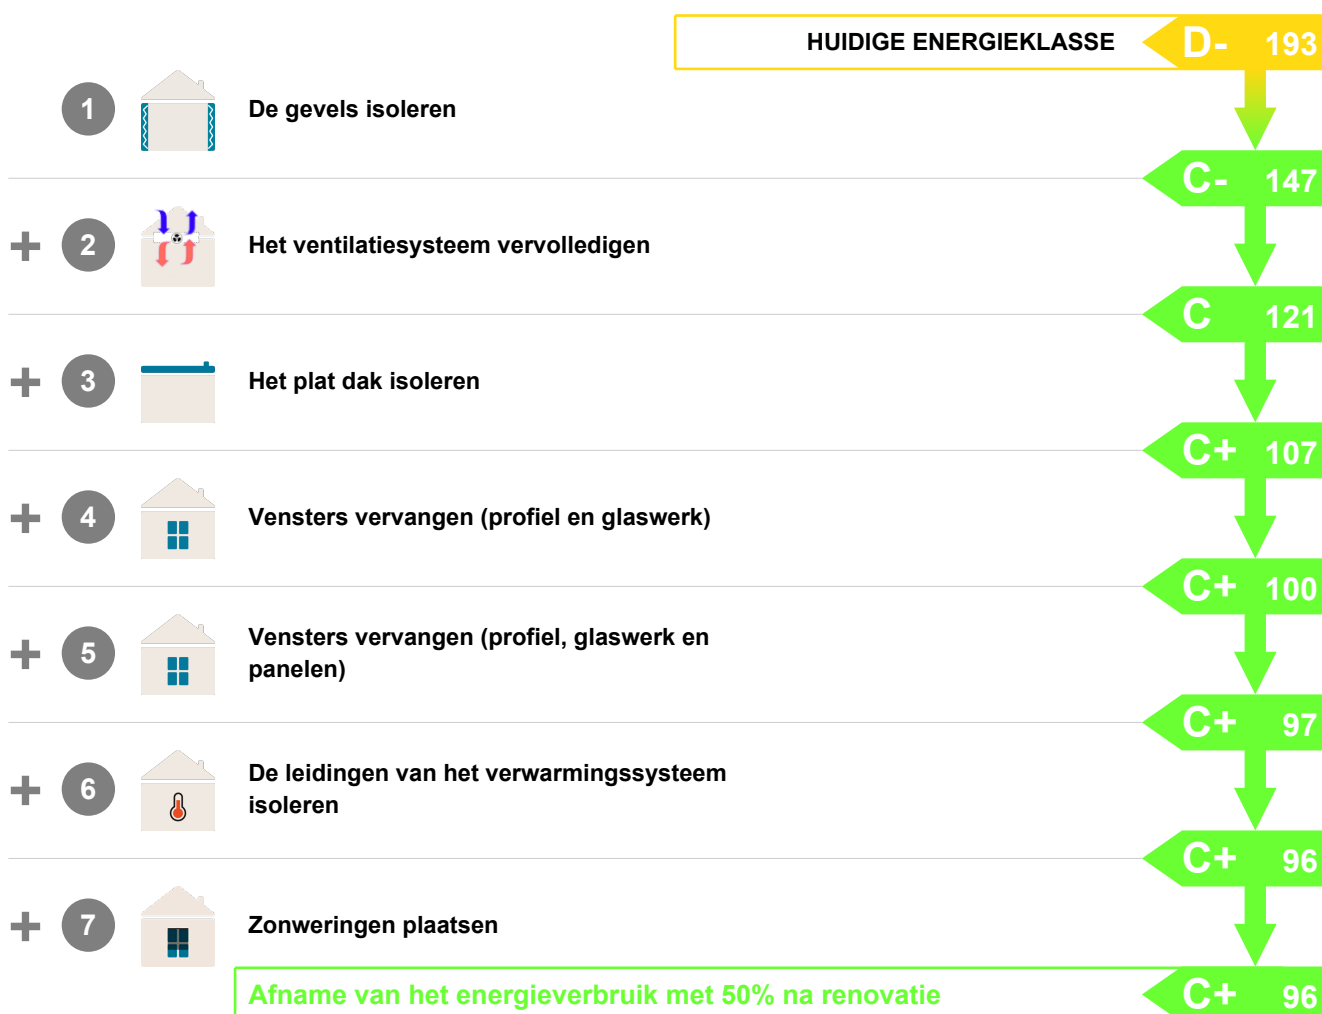 HUIDIGE ENERGIEKLASSE D- 193
1 De gevels isoleren
C- 147
+ 2 Het ventilatiesysteem vervolledigen
C 121
+ 3 Het plat dak isoleren
C+ 107
+ 4 Vensters vervangen (profiel en glaswerk)
C+ 100
+ 5 Vensters vervangen (profiel, glaswerk en
panelen)
C+ 97
+ 6 De leidingen van het verwarmingssysteem
isoleren
C+ 96
+ 7 Zonweringen plaatsen
Afname van het energieverbruik met 50% na renovatie C+ 96